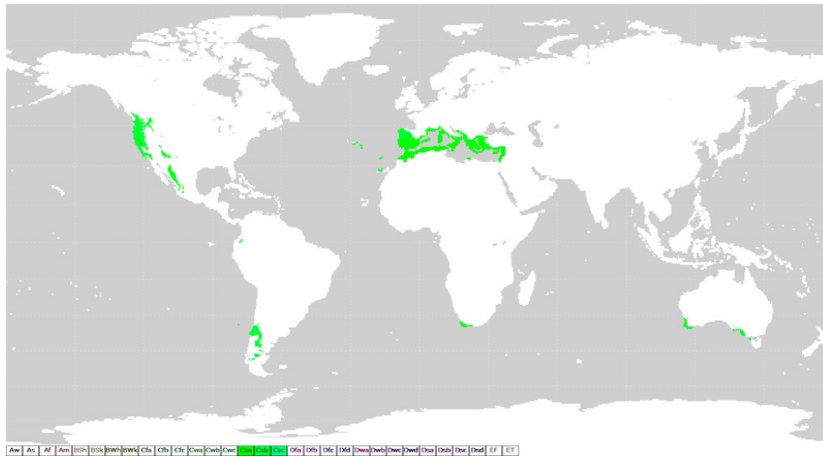 Aw As Af Am BSh BSk BWh BWk Cfa Cfb Cfc Cwa Cwb Cwc Csa Csb Csc Dfa Dfb Dfc Dfd Dwa Dwb Dwc Dwd Dsa Dsb Dsc Dsd EF ET